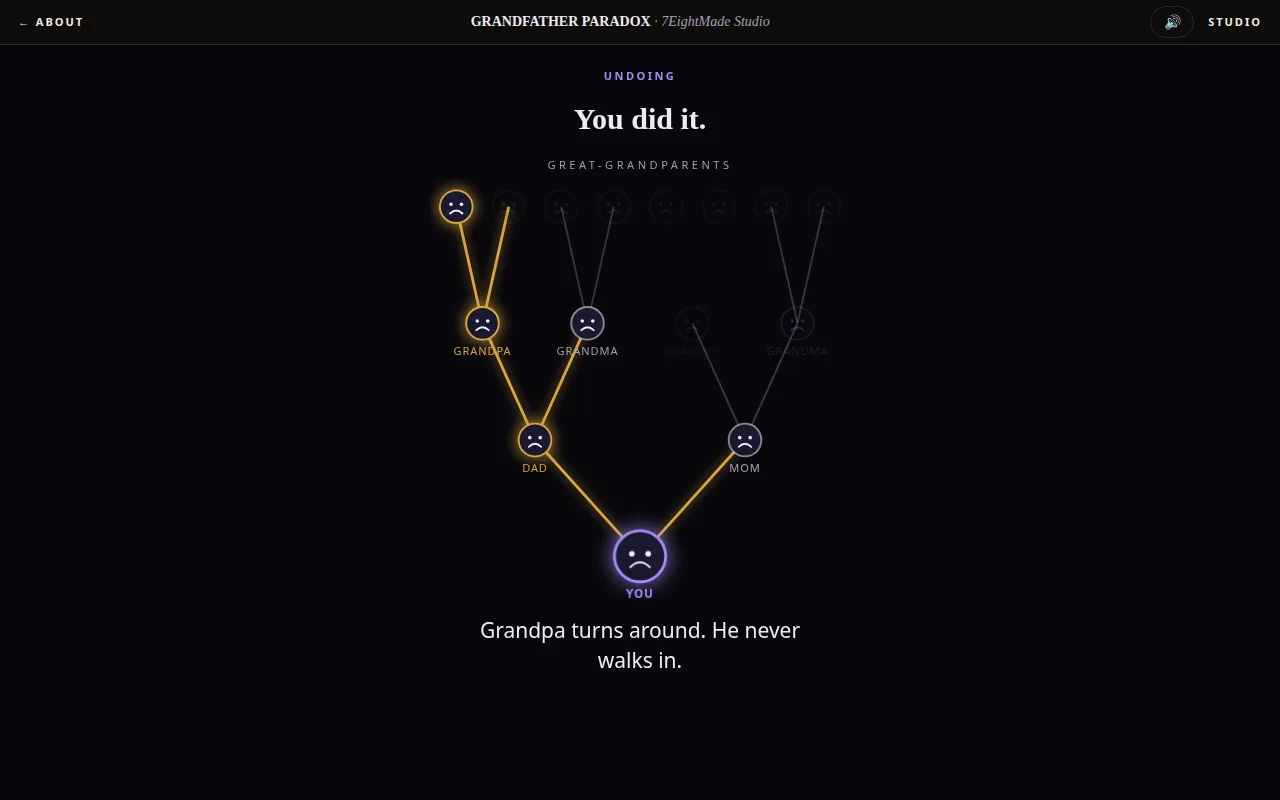 ← ABOUT
GRANDFATHER PARADOX · 7EightMade Studio
STUDIO
UNDOING
You did it.
GREAT-GRANDPARENTS
GRANDPA
GRANDMA
GRANDMA
DAD
MOM
YOU
Grandpa turns around. He never
walks in.